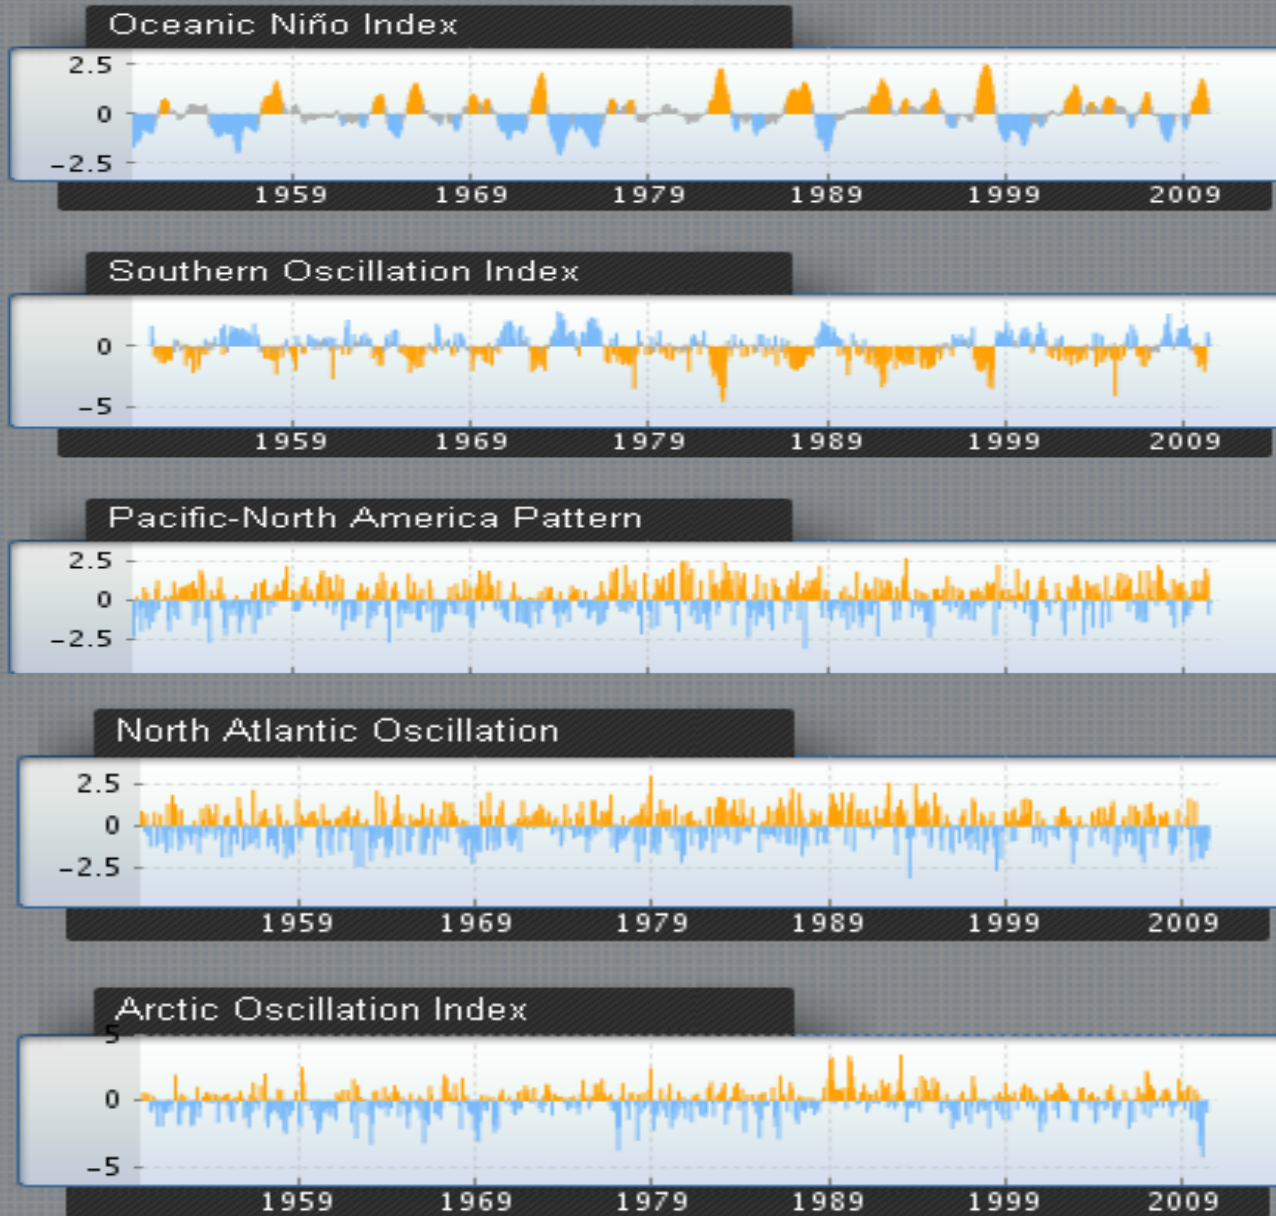 Oceanic Niño Index
2.5
0
−2.5
1959 1969 1979 1989 1999 2009
Southern Oscillation Index
0
−5
1959 1969 1979 1989 1999 2009
Pacific-North America Pattern
2.5
0
−2.5
North Atlantic Oscillation
2.5
0
−2.5
1959 1969 1979 1989 1999 2009
Arctic Oscillation Index
5
0
−5
1959 1969 1979 1989 1999 2009